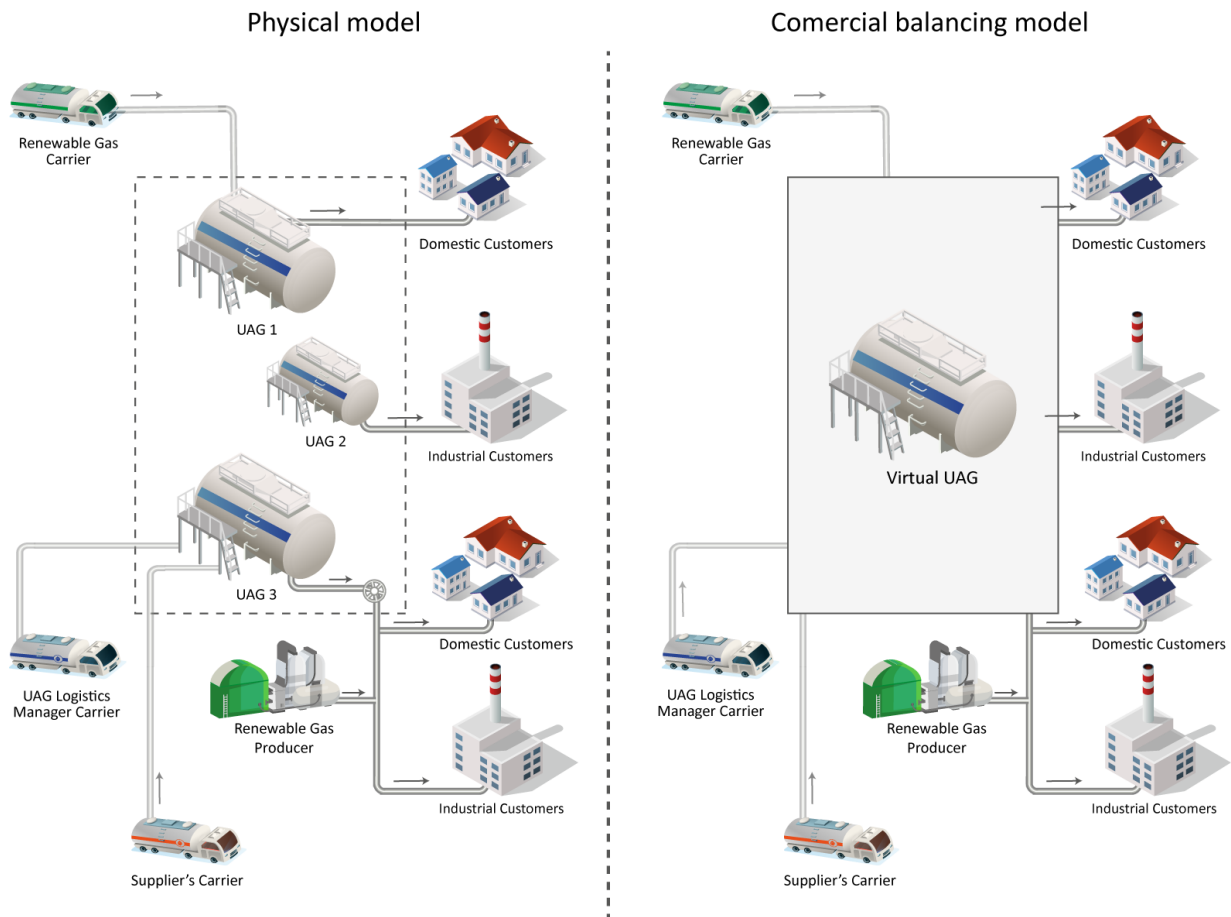 Physical model
Renewable Gas
Carrier
Domestic Customers
UAG 1
UAG 2
Industrial Customers
UAG 3
Domestic Customers
UAG Logistics
Manager Carrier
Renewable Gas
Producer
Industrial Customers
Supplier's Carrier
Comercial balancing model
Renewable Gas
Carrier
Domestic Customers
Industrial Customers
Virtual UAG
Domestic Customers
UAG Logistics
Manager Carrier
Renewable Gas
Producer
Industrial Customers
Supplier's Carrier